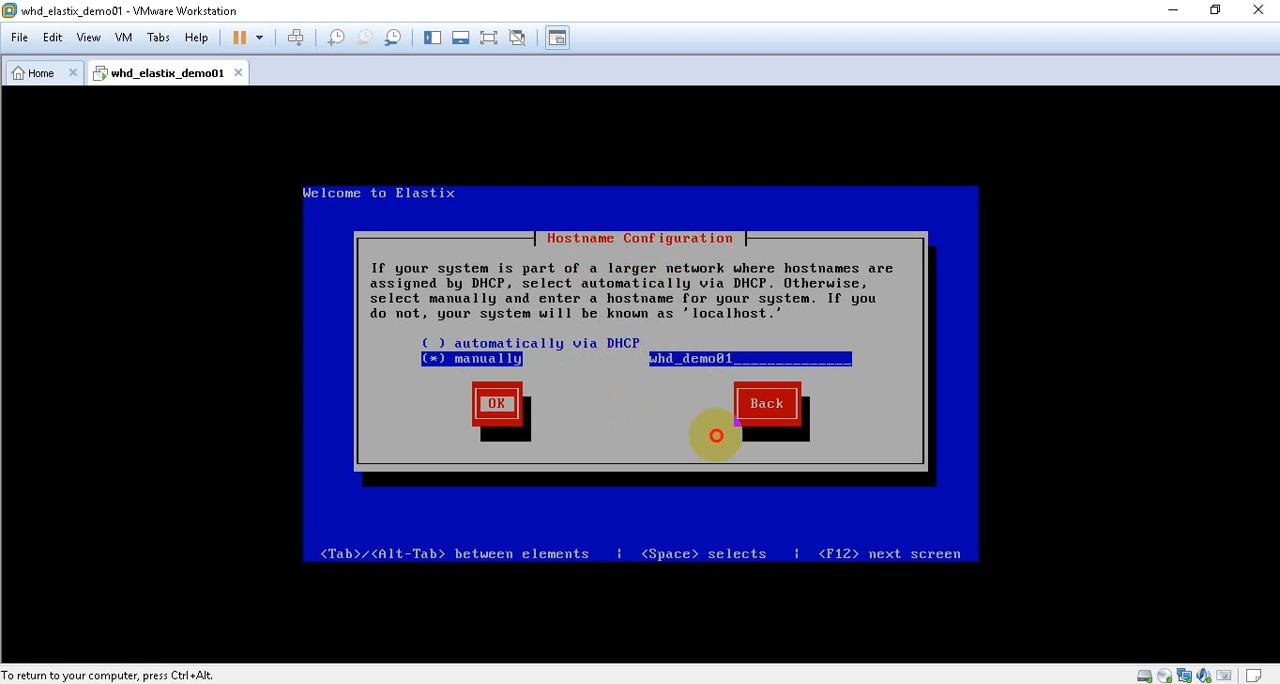 whd_elastix_demo01 - VMware Workstation
File Edit View VM Tabs Help
Home whd_elastix_demo01
Welcome to Elastix
Hostname Configuration
If your system is part of a larger network where hostnames are
assigned by DHCP, select automatically via DHCP. Otherwise,
select manually and enter a hostname for your system. If you
do not, your system will be known as 'localhost.'
( ) automatically via DHCP
(*) manually whd_demo01______________
OK Back
<Tab>/<Alt-Tab> between elements | <Space> selects | <F12> next screen
To return to your computer, press Ctrl+Alt.